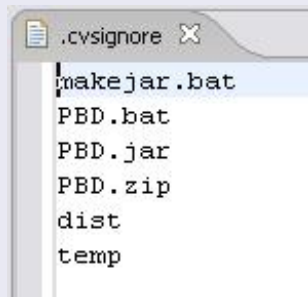 .cvsignore
makejar.bat
PBD.bat
PBD.jar
PBD.zip
dist
temp